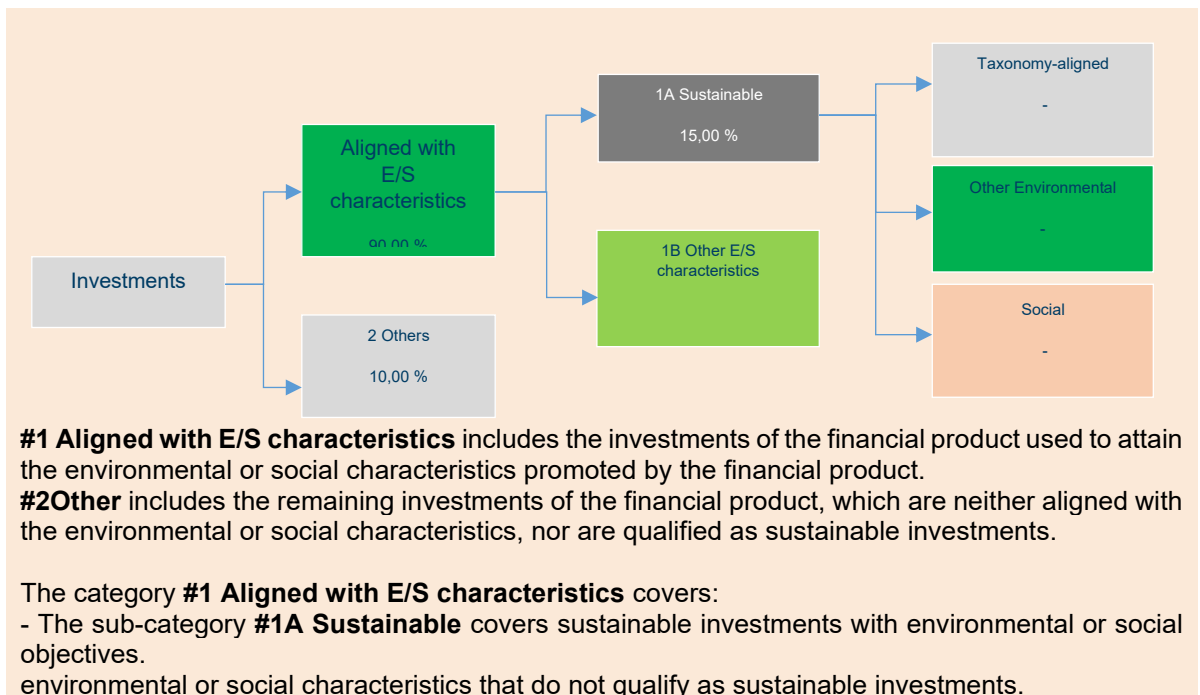 Investments
Aligned with
E/S
characteristics
90,00 %
2 Others
10,00 %
1A Sustainable
15,00 %
1B Other E/S
characteristics
Taxonomy-aligned
-
Other Environmental
-
Social
-
#1 Aligned with E/S characteristics includes the investments of the financial product used to attain
the environmental or social characteristics promoted by the financial product.
#2Other includes the remaining investments of the financial product, which are neither aligned with
the environmental or social characteristics, nor are qualified as sustainable investments.
The category #1 Aligned with E/S characteristics covers:
- The sub-category #1A Sustainable covers sustainable investments with environmental or social
objectives.
environmental or social characteristics that do not qualify as sustainable investments.